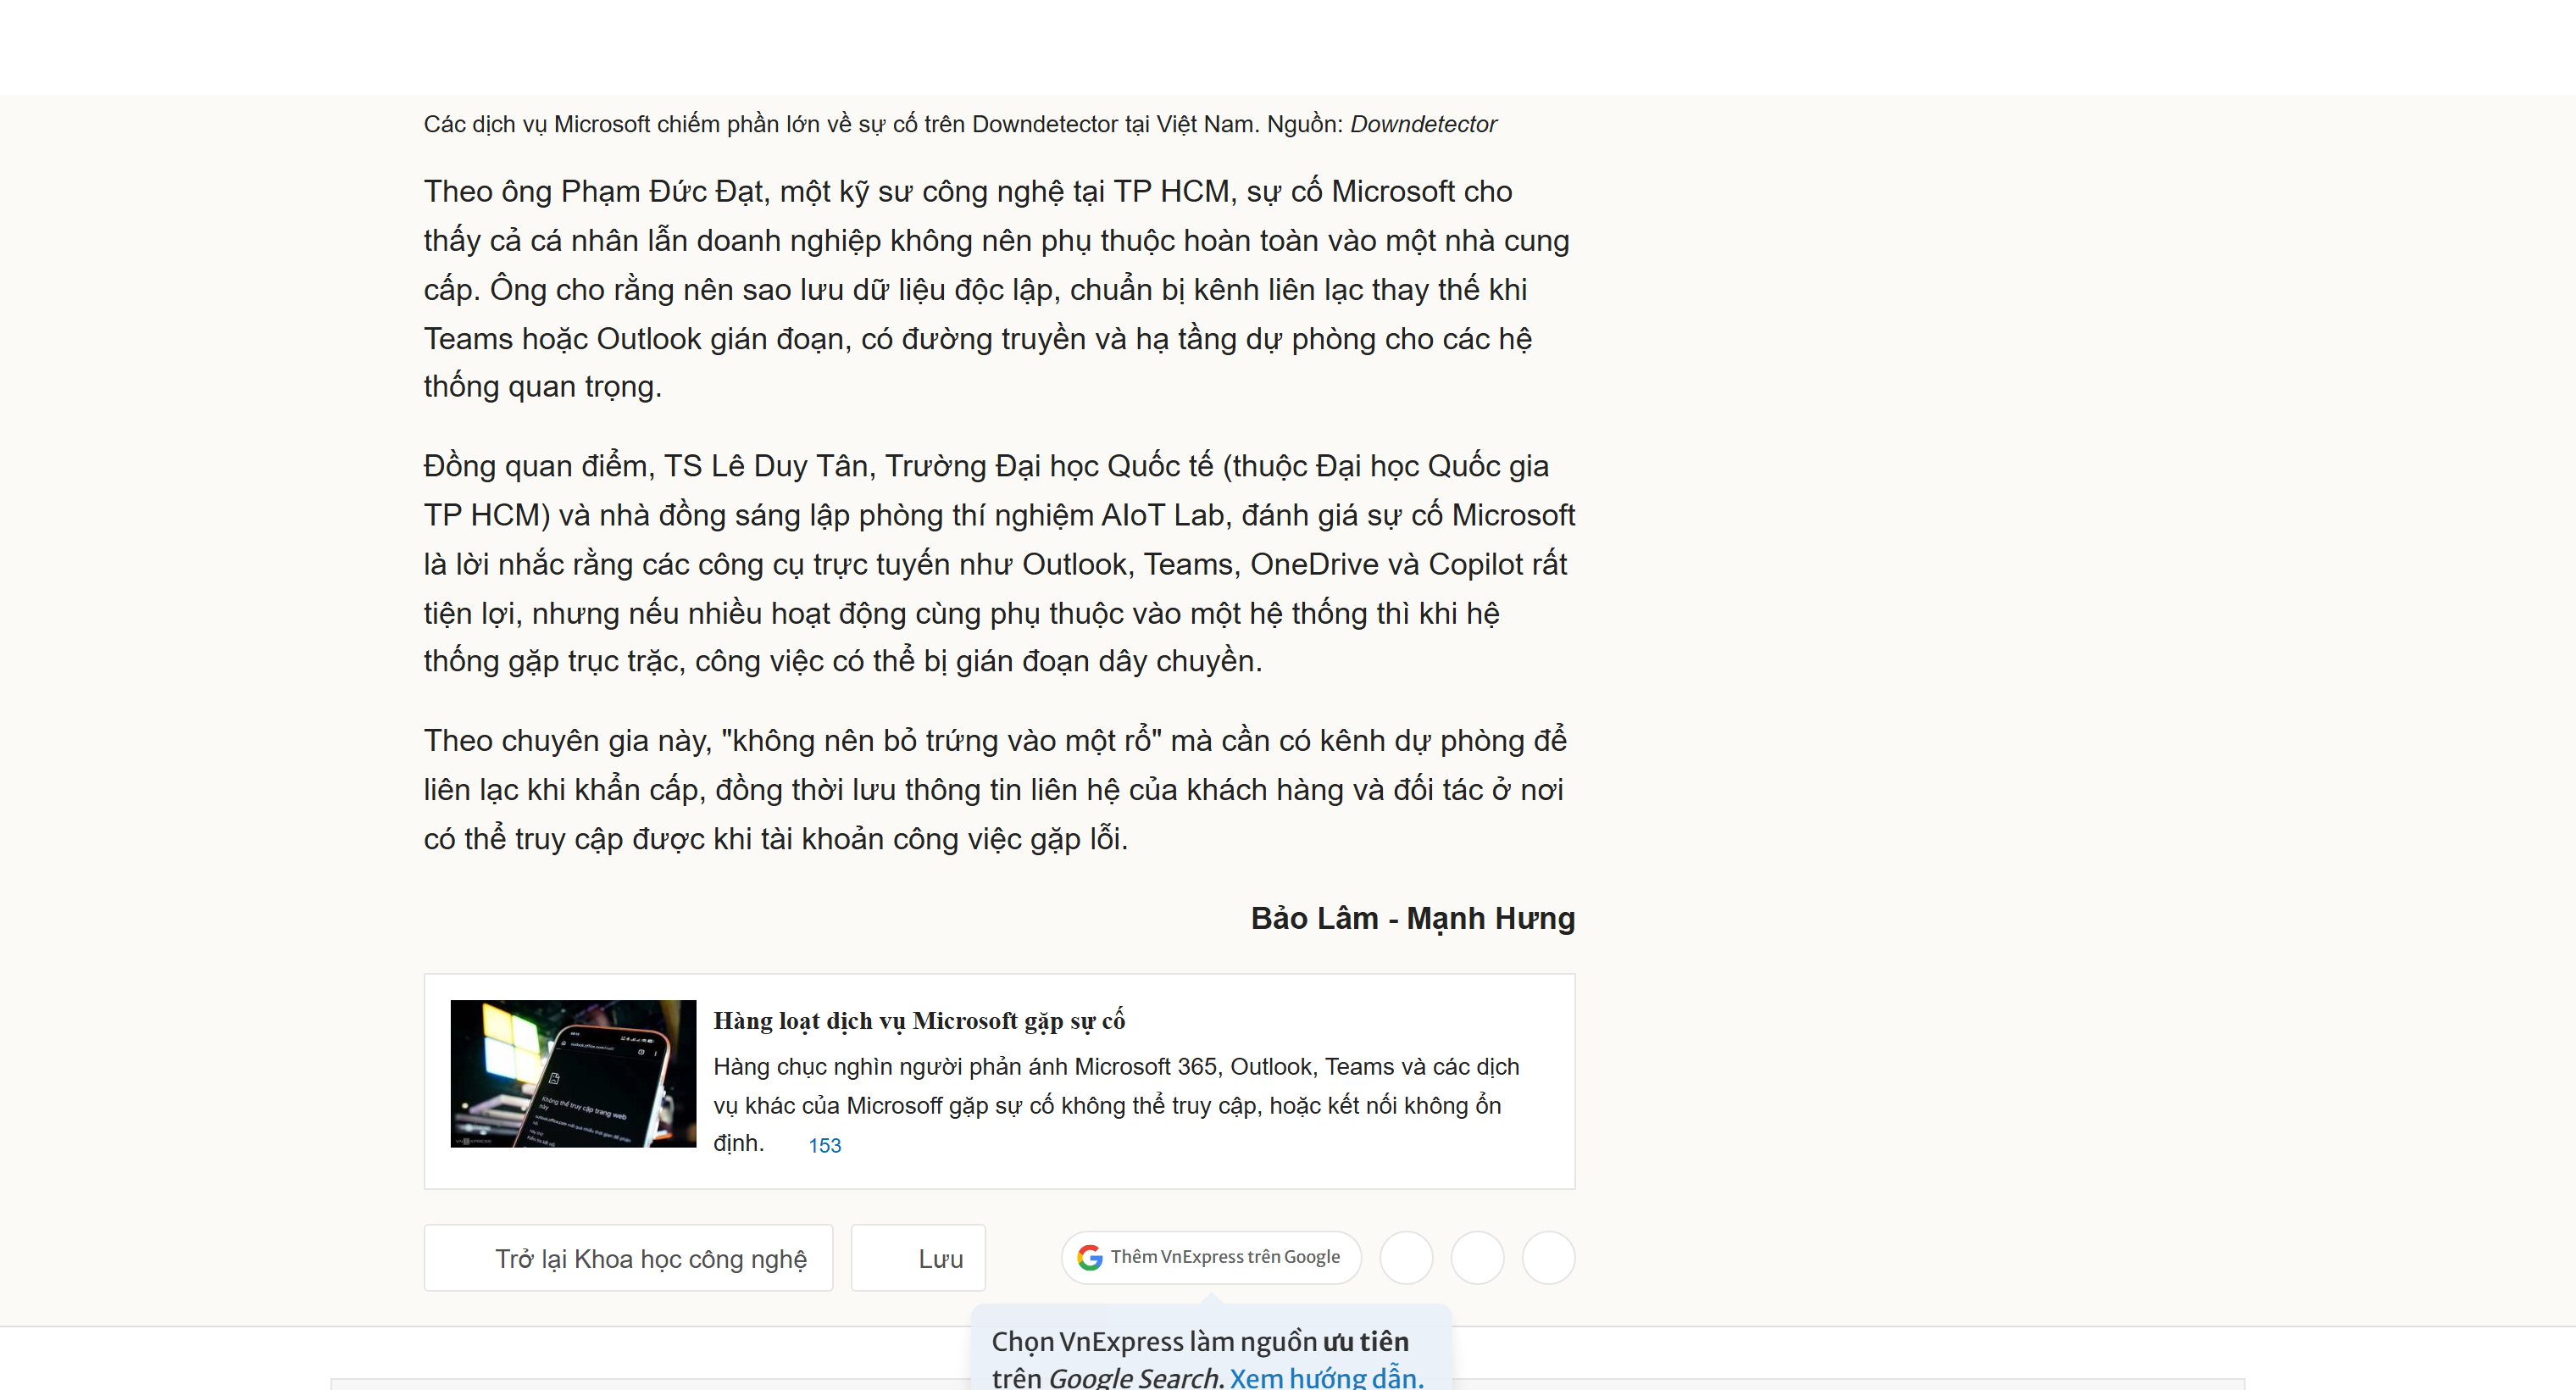 Các dịch vụ Microsoft chiếm phần lớn về sự cố trên Downdetector tại Việt Nam. Nguồn: Downdetector
Theo ông Phạm Đức Đạt, một kỹ sư công nghệ tại TP HCM, sự cố Microsoft cho
thấy cả cá nhân lẫn doanh nghiệp không nên phụ thuộc hoàn toàn vào một nhà cung
cấp. Ông cho rằng nên sao lưu dữ liệu độc lập, chuẩn bị kênh liên lạc thay thế khi
Teams hoặc Outlook gián đoạn, có đường truyền và hạ tầng dự phòng cho các hệ
thống quan trọng.
Đồng quan điểm, TS Lê Duy Tân, Trường Đại học Quốc tế (thuộc Đại học Quốc gia
TP HCM) và nhà đồng sáng lập phòng thí nghiệm AIoT Lab, đánh giá sự cố Microsoft
là lời nhắc rằng các công cụ trực tuyến như Outlook, Teams, OneDrive và Copilot rất
tiện lợi, nhưng nếu nhiều hoạt động cùng phụ thuộc vào một hệ thống thì khi hệ
thống gặp trục trặc, công việc có thể bị gián đoạn dây chuyền.
Theo chuyên gia này, "không nên bỏ trứng vào một rổ" mà cần có kênh dự phòng để
liên lạc khi khẩn cấp, đồng thời lưu thông tin liên hệ của khách hàng và đối tác ở nơi
có thể truy cập được khi tài khoản công việc gặp lỗi.
Bảo Lâm - Mạnh Hưng
Hàng loạt dịch vụ Microsoft gặp sự cố
Hàng chục nghìn người phản ánh Microsoft 365, Outlook, Teams và các dịch
vụ khác của Microsoff gặp sự cố không thể truy cập, hoặc kết nối không ổn
định. 153
Không thể truy cập trang web
này
Trở lại Khoa học công nghệ
Lưu
Thêm VnExpress trên Google
Chọn VnExpress làm nguồn ưu tiên
trên Google Search. Xem hướng dẫn.